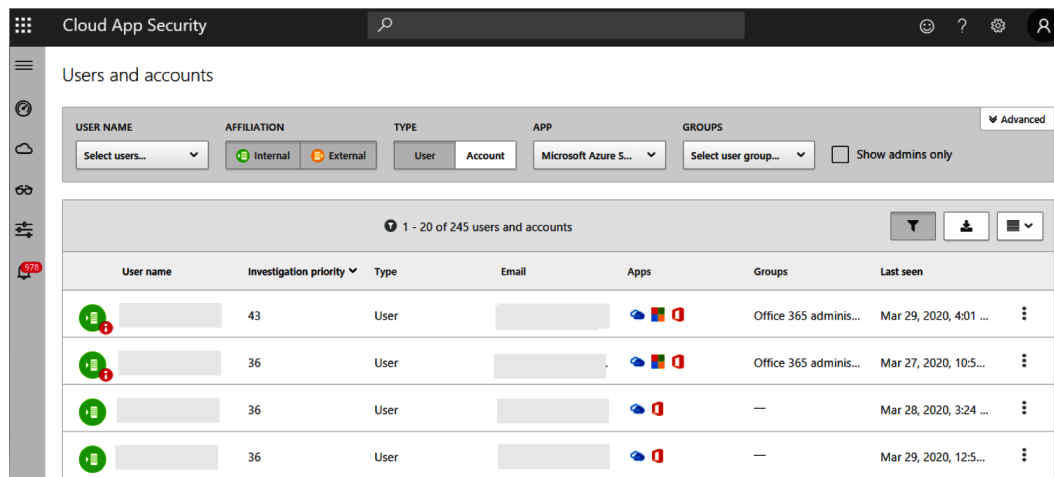 Cloud App Security
Users and accounts
Advanced
USER NAME AFFILIATION TYPE APP GROUPS
Select users... Internal External User Account Microsoft Azure S... Select user group... Show admins only
1 - 20 of 245 users and accounts
978
User name Investigation priority Type Email Apps Groups Last seen
43 User Office 365 adminis... Mar 29, 2020, 4:01 ...
36 User . Office 365 adminis... Mar 27, 2020, 10:5...
36 User — Mar 28, 2020, 3:24 ...
36 User — Mar 29, 2020, 12:5...